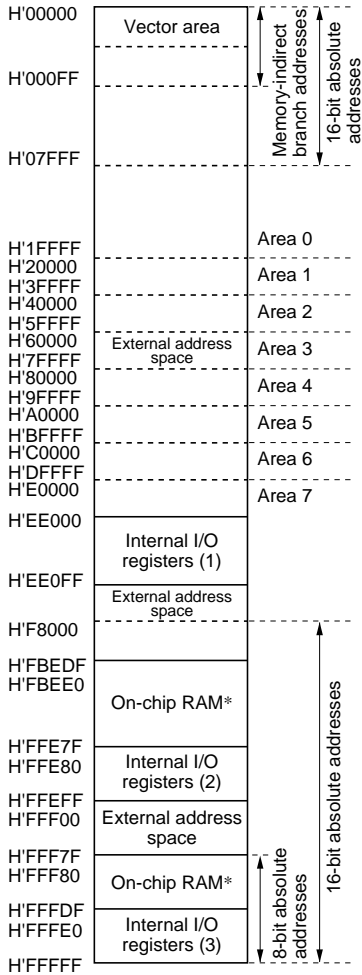 H'00000
Vector area
H'000FF
Memory-indirect
branch addresses
16-bit absolute
addresses
H'07FFF
H'1FFFF
Area 0
H'20000
Area 1
H'3FFFF
H'40000
Area 2
H'5FFFF
H'60000
External address
space
Area 3
H'7FFFF
H'80000
Area 4
H'9FFFF
H'A0000
Area 5
H'BFFFF
H'C0000
Area 6
H'DFFFF
H'E0000
Area 7
H'EE000
Internal I/O
registers (1)
H'EE0FF
External address
space
H'F8000
H'FBEDF
H'FBEE0
On-chip RAM*
H'FFE7F
H'FFE80
Internal I/O
registers (2)
H'FFEFF
H'FFF00
External address
space
H'FFF7F
H'FFF80
On-chip RAM*
H'FFFDF
H'FFFE0
Internal I/O
registers (3)
H'FFFFF
8-bit absolute
addresses
16-bit absolute addresses